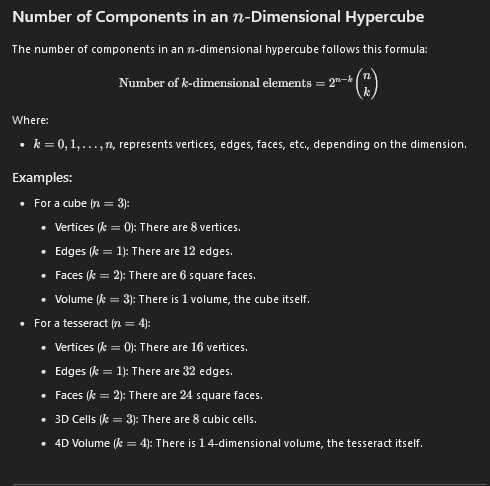 Number of Components in an n-Dimensional Hypercube
The number of components in an n-dimensional hypercube follows this formula:
Number of k-dimensional elements = 2^{n−k} \binom{n}{k}
Where:
• k = 0, 1, . . . , n, represents vertices, edges, faces, etc., depending on the dimension.
Examples:
• For a cube (n = 3):
• Vertices (k = 0): There are 8 vertices.
• Edges (k = 1): There are 12 edges.
• Faces (k = 2): There are 6 square faces.
• Volume (k = 3): There is 1 volume, the cube itself.
• For a tesseract (n = 4):
• Vertices (k = 0): There are 16 vertices.
• Edges (k = 1): There are 32 edges.
• Faces (k = 2): There are 24 square faces.
• 3D Cells (k = 3): There are 8 cubic cells.
• 4D Volume (k = 4): There is 1 4-dimensional volume, the tesseract itself.